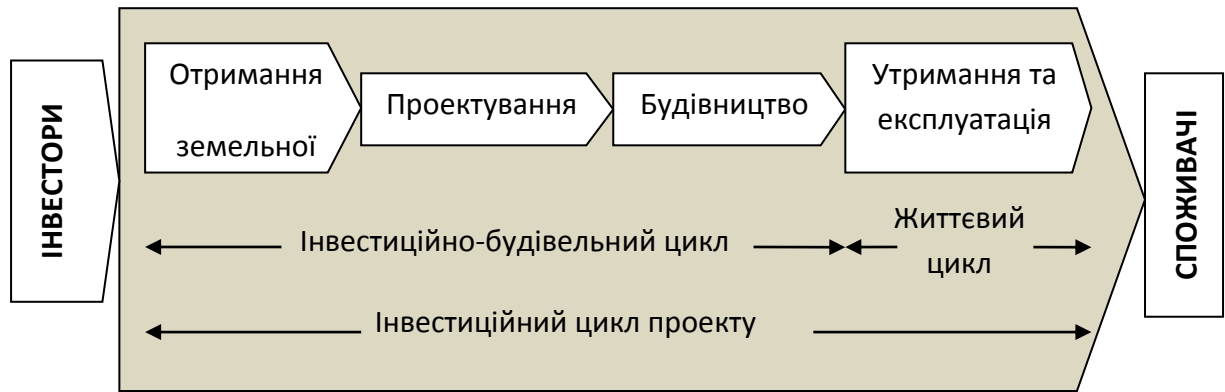 ІНВЕСТОРИ
Отримання
земельної
Проектування
Будівництво
Утримання та
експлуатація
Інвестиційно-будівельний цикл
Життєвий
цикл
Інвестиційний цикл проекту
СПОЖИВАЧІ